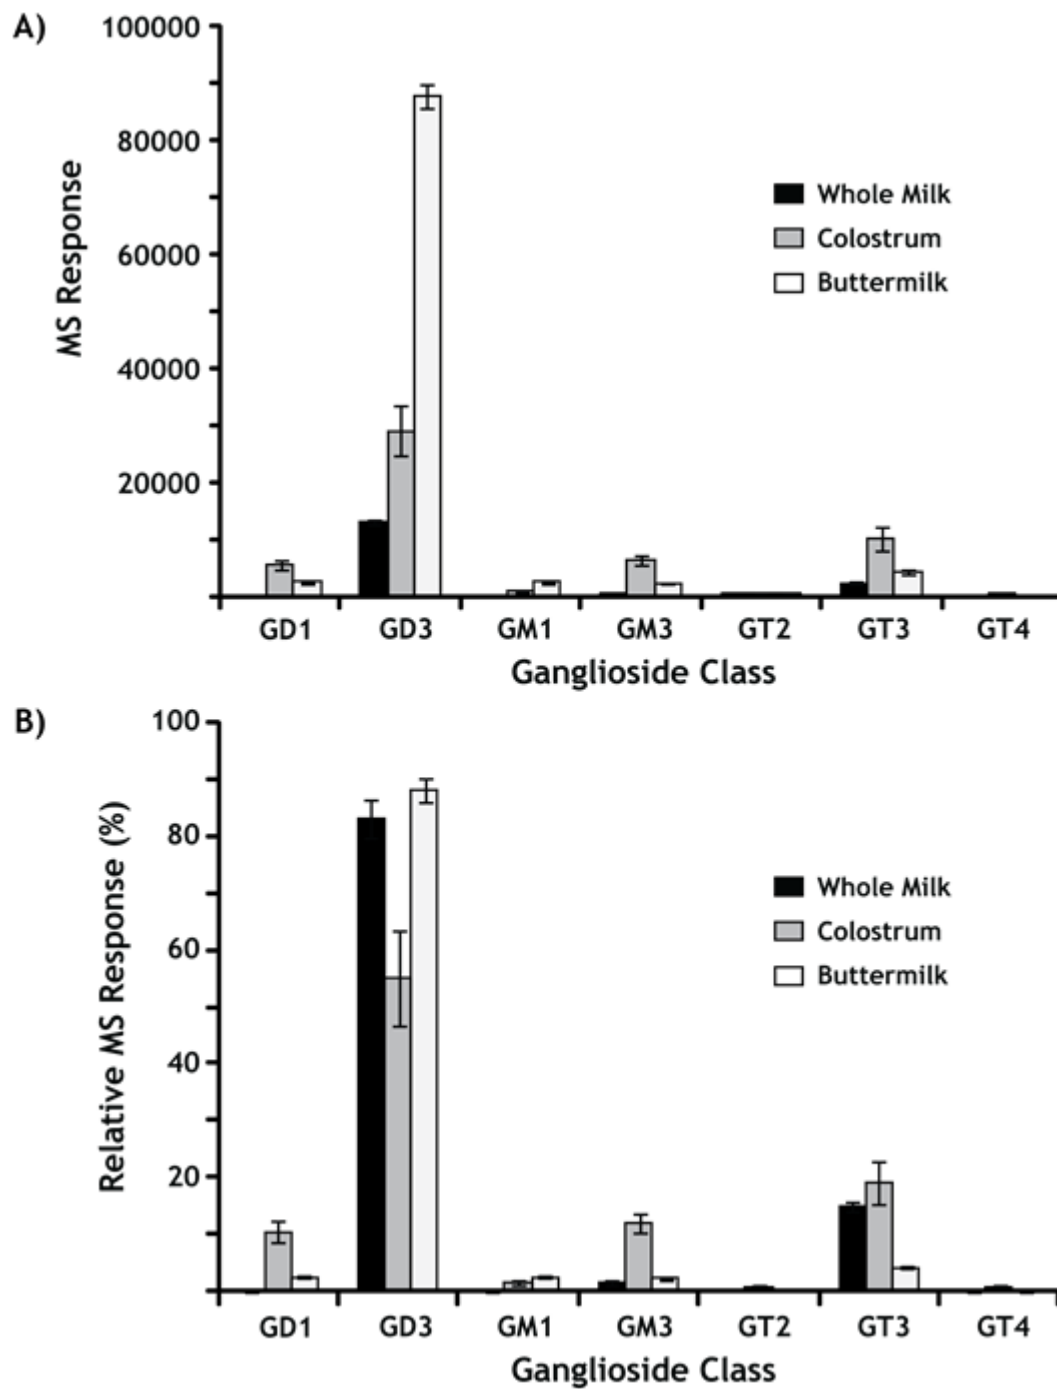 A)
MS Response
100000
80000
60000
40000
20000
Whole Milk
Colostrum
Buttermilk
GD1 GD3 GM1 GM3 GT2 GT3 GT4
Ganglioside Class
B)
Relative MS Response (%)
100
80
60
40
20
Whole Milk
Colostrum
Buttermilk
GD1 GD3 GM1 GM3 GT2 GT3 GT4
Ganglioside Class